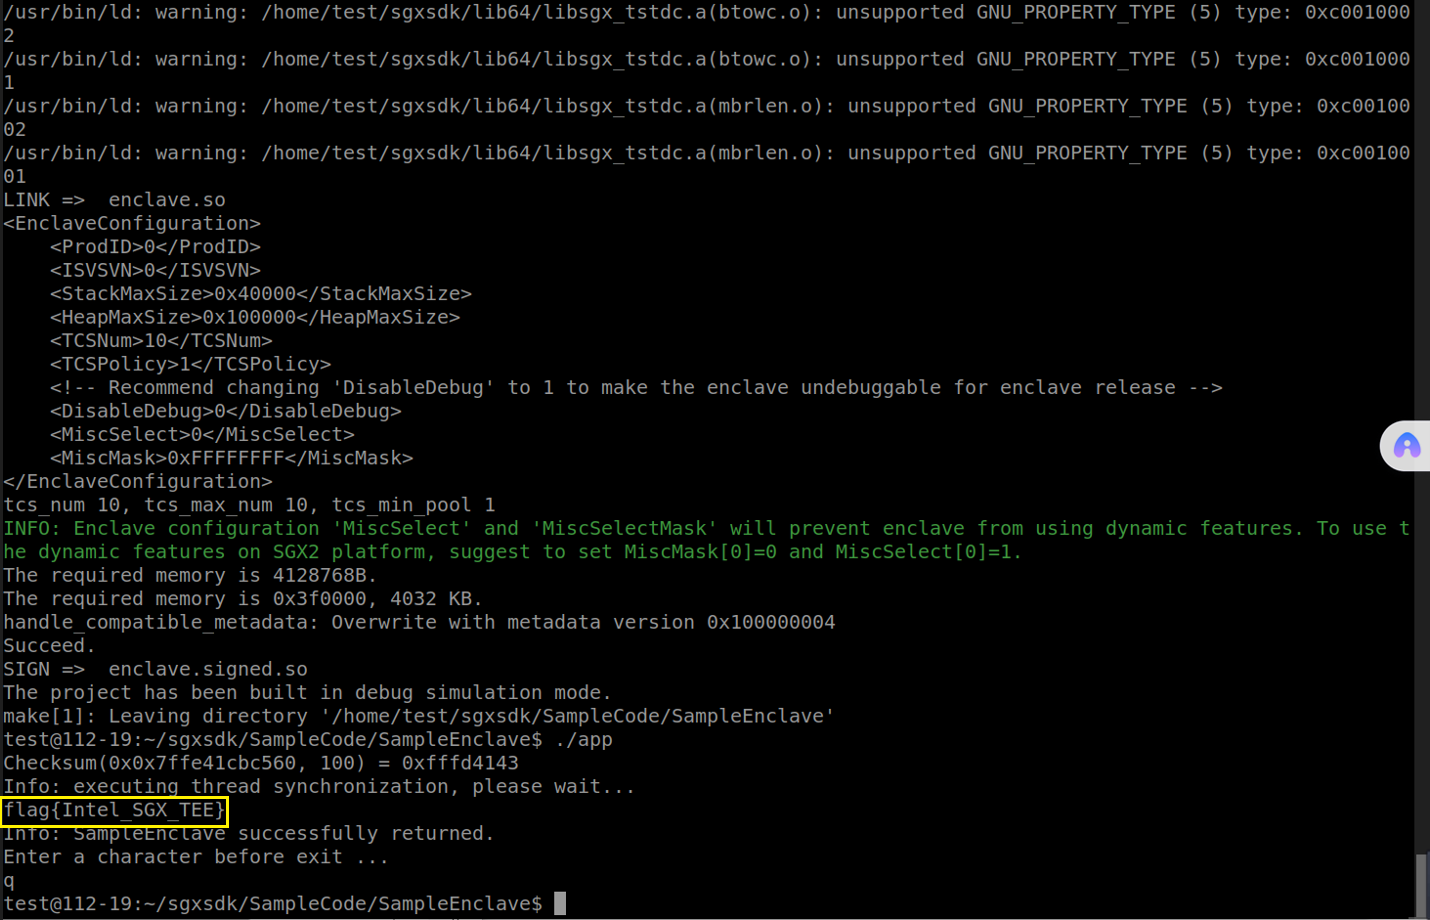 /usr/bin/ld: warning: /home/test/sgxsdk/lib64/libsgx_tstdc.a(btowc.o): unsupported GNU_PROPERTY_TYPE (5) type: 0xc001000
2
/usr/bin/ld: warning: /home/test/sgxsdk/lib64/libsgx_tstdc.a(btowc.o): unsupported GNU_PROPERTY_TYPE (5) type: 0xc001000
1
/usr/bin/ld: warning: /home/test/sgxsdk/lib64/libsgx_tstdc.a(mbrlen.o): unsupported GNU_PROPERTY_TYPE (5) type: 0xc00100
02
/usr/bin/ld: warning: /home/test/sgxsdk/lib64/libsgx_tstdc.a(mbrlen.o): unsupported GNU_PROPERTY_TYPE (5) type: 0xc00100
01
LINK =>  enclave.so
<EnclaveConfiguration>
    <ProdID>0</ProdID>
    <ISVSVN>0</ISVSVN>
    <StackMaxSize>0x40000</StackMaxSize>
    <HeapMaxSize>0x100000</HeapMaxSize>
    <TCSNum>10</TCSNum>
    <TCSPolicy>1</TCSPolicy>
    <!-- Recommend changing 'DisableDebug' to 1 to make the enclave undebuggable for enclave release -->
    <DisableDebug>0</DisableDebug>
    <MiscSelect>0</MiscSelect>
    <MiscMask>0xFFFFFFFF</MiscMask>
</EnclaveConfiguration>
tcs_num 10, tcs_max_num 10, tcs_min_pool 1
INFO: Enclave configuration 'MiscSelect' and 'MiscSelectMask' will prevent enclave from using dynamic features. To use t
he dynamic features on SGX2 platform, suggest to set MiscMask[0]=0 and MiscSelect[0]=1.
The required memory is 4128768B.
The required memory is 0x3f0000, 4032 KB.
handle_compatible_metadata: Overwrite with metadata version 0x100000004
Succeed.
SIGN =>  enclave.signed.so
The project has been built in debug simulation mode.
make[1]: Leaving directory '/home/test/sgxsdk/SampleCode/SampleEnclave'
test@112-19:~/sgxsdk/SampleCode/SampleEnclave$ ./app
Checksum(0x0x7ffe41cbc560, 100) = 0xfffd4143
Info: executing thread synchronization, please wait...
flag{Intel_SGX_TEE}
Info: SampleEnclave successfully returned.
Enter a character before exit ...
q
test@112-19:~/sgxsdk/SampleCode/SampleEnclave$